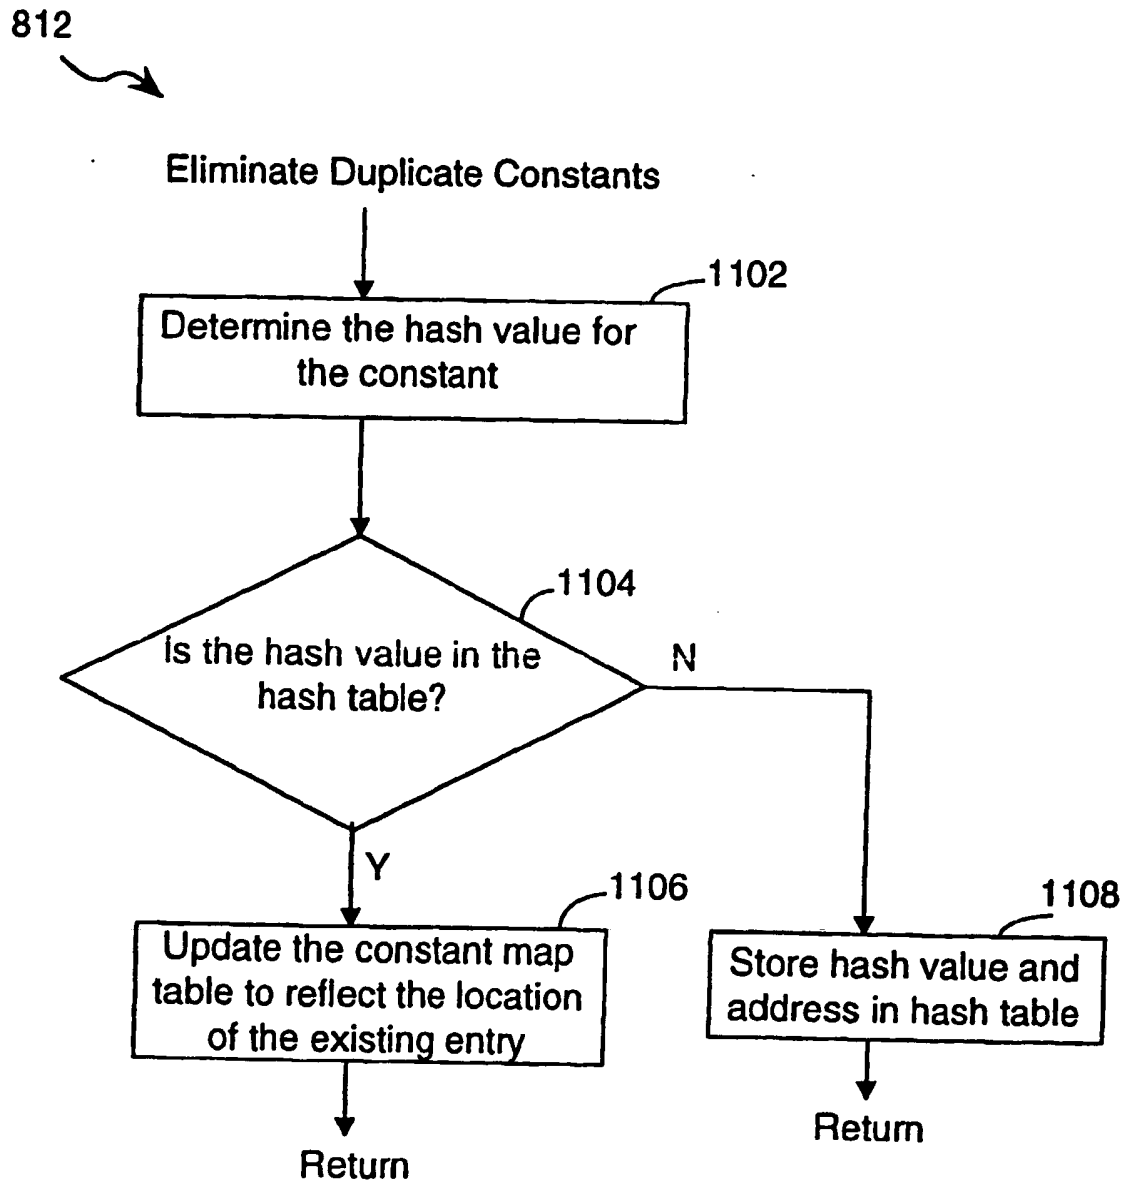 812
Eliminate Duplicate Constants
1102
Determine the hash value for
the constant
1104
Is the hash value in the
hash table?
N
Y
1106
Update the constant map
table to reflect the location
of the existing entry
1108
Store hash value and
address in hash table
Return
Return